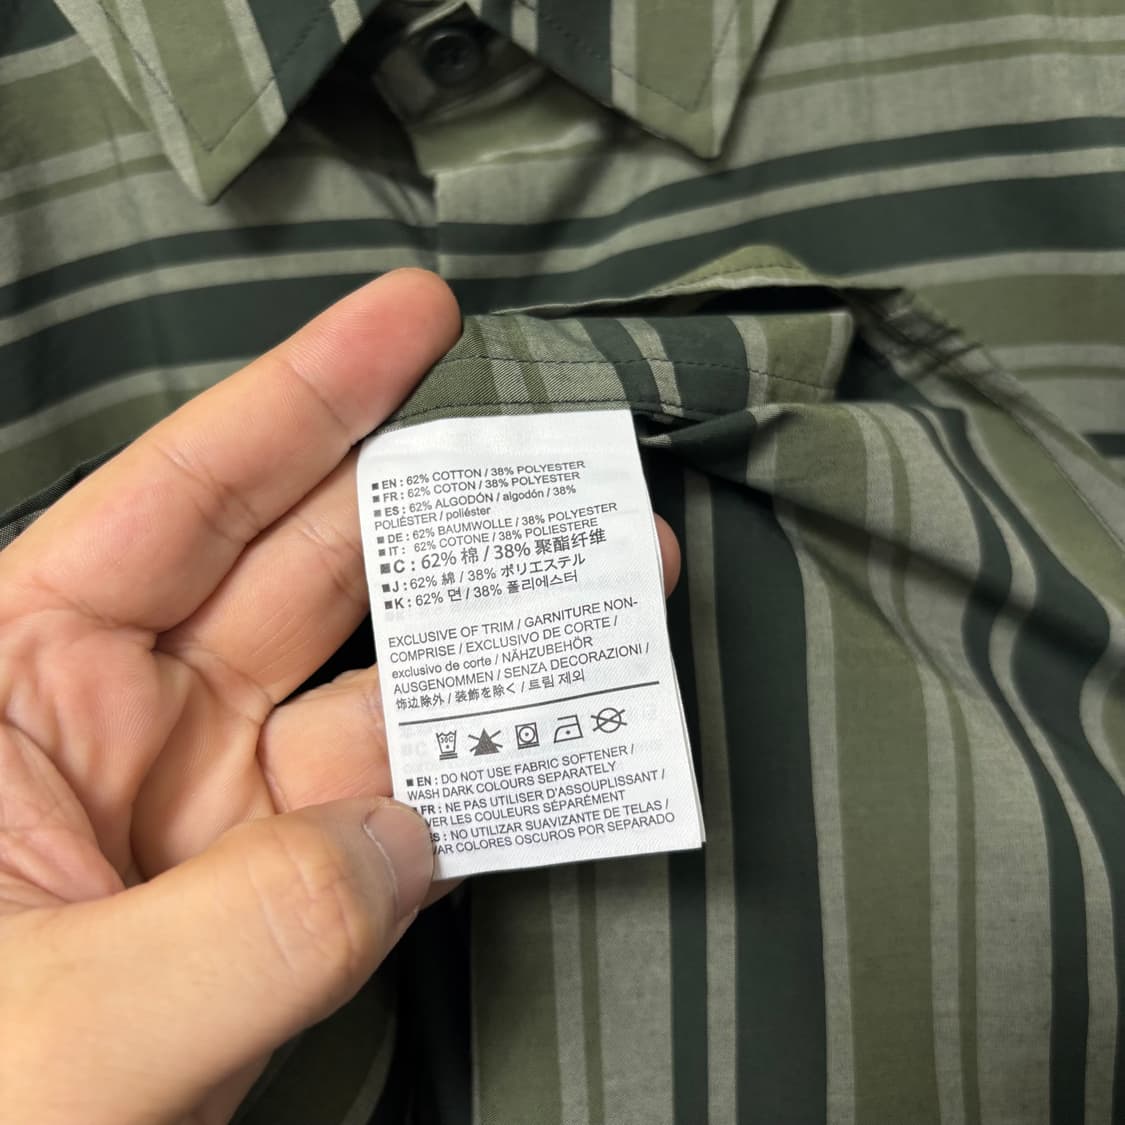 ■ EN : 62% COTTON / 38% POLYESTER
■ FR : 62% COTON / 38% POLYESTER
■ ES : 62% ALGODÓN / algodón / 38%
POLIÉSTER / poliéster
■ DE : 62% BAUMWOLLE / 38% POLYESTER
■ IT : 62% COTONE / 38% POLIESTERE
■ C : 62% 棉 / 38% 聚酯纤维
■ J : 62% 綿 / 38% ポリエステル
■ K : 62% 면 / 38% 폴리에스터
EXCLUSIVE OF TRIM / GARNITURE NON-
COMPRISE / EXCLUSIVO DE CORTE /
exclusivo de corte / NÄHZUBEHÖR
AUSGENOMMEN / SENZA DECORAZIONI /
饰边除外 / 装飾を除く / 트림 제외
■ EN : DO NOT USE FABRIC SOFTENER /
WASH DARK COLOURS SEPARATELY
FR : NE PAS UTILISER D'ASSOUPLISSANT /
VER LES COULEURS SÉPARÉMENT
S : NO UTILIZAR SUAVIZANTE DE TELAS /
AR COLORES OSCUROS POR SEPARADO